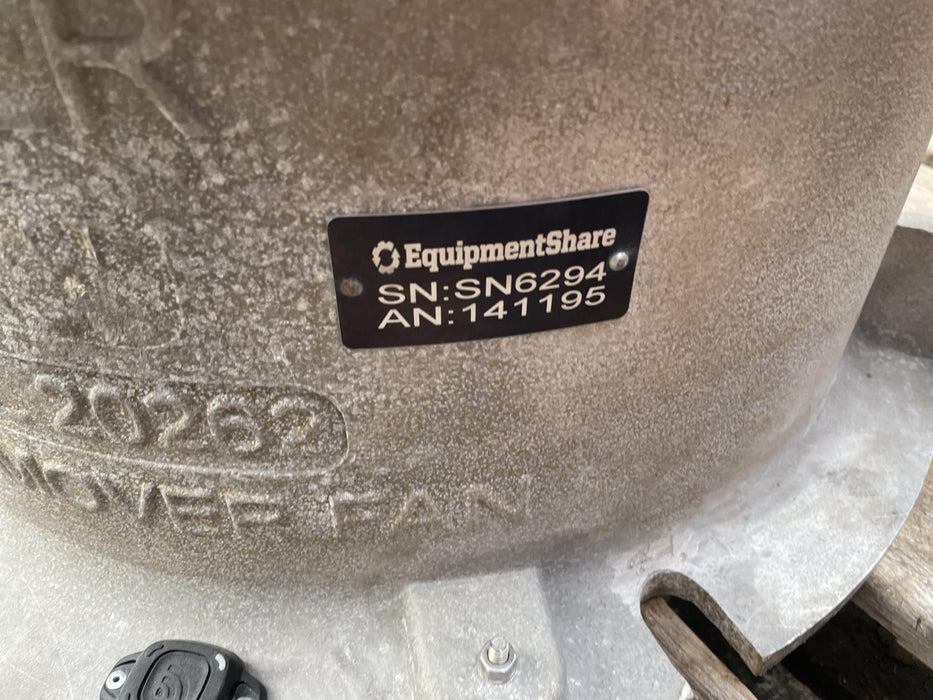 R
EquipmentShare
SN:SN6294
AN:141195
20262
MOVER FAN